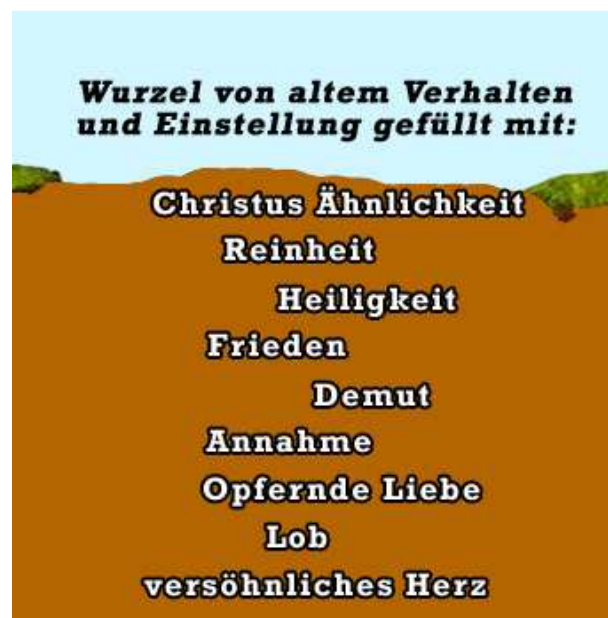 Wurzel von altem Verhalten
und Einstellung gefüllt mit:
Christus Ähnlichkeit
Reinheit
Heiligkeit
Frieden
Demut
Annahme
Opfernde Liebe
Lob
versöhnliches Herz